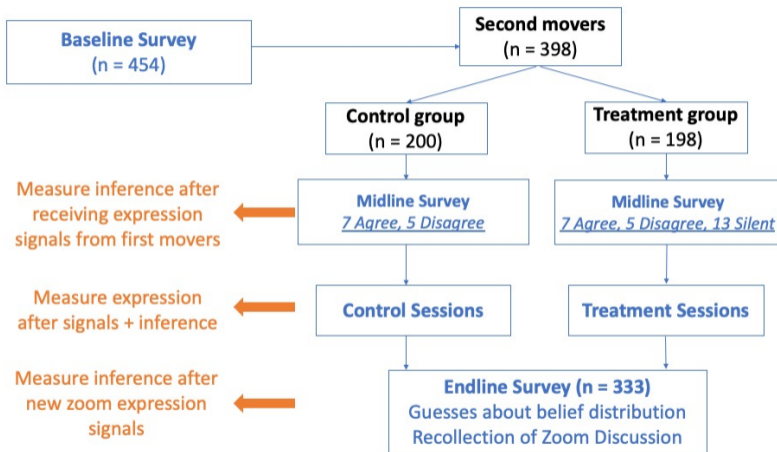 Baseline Survey
(n = 454)
Second movers
(n = 398)
Control group
(n = 200)
Treatment group
(n = 198)
Measure inference after
receiving expression
signals from first movers
Midline Survey
7 Agree, 5 Disagree
Midline Survey
7 Agree, 5 Disagree, 13 Silent
Measure expression
after signals + inference
Control Sessions
Treatment Sessions
Measure inference after
new zoom expression
signals
Endline Survey (n = 333)
Guesses about belief distribution
Recollection of Zoom Discussion